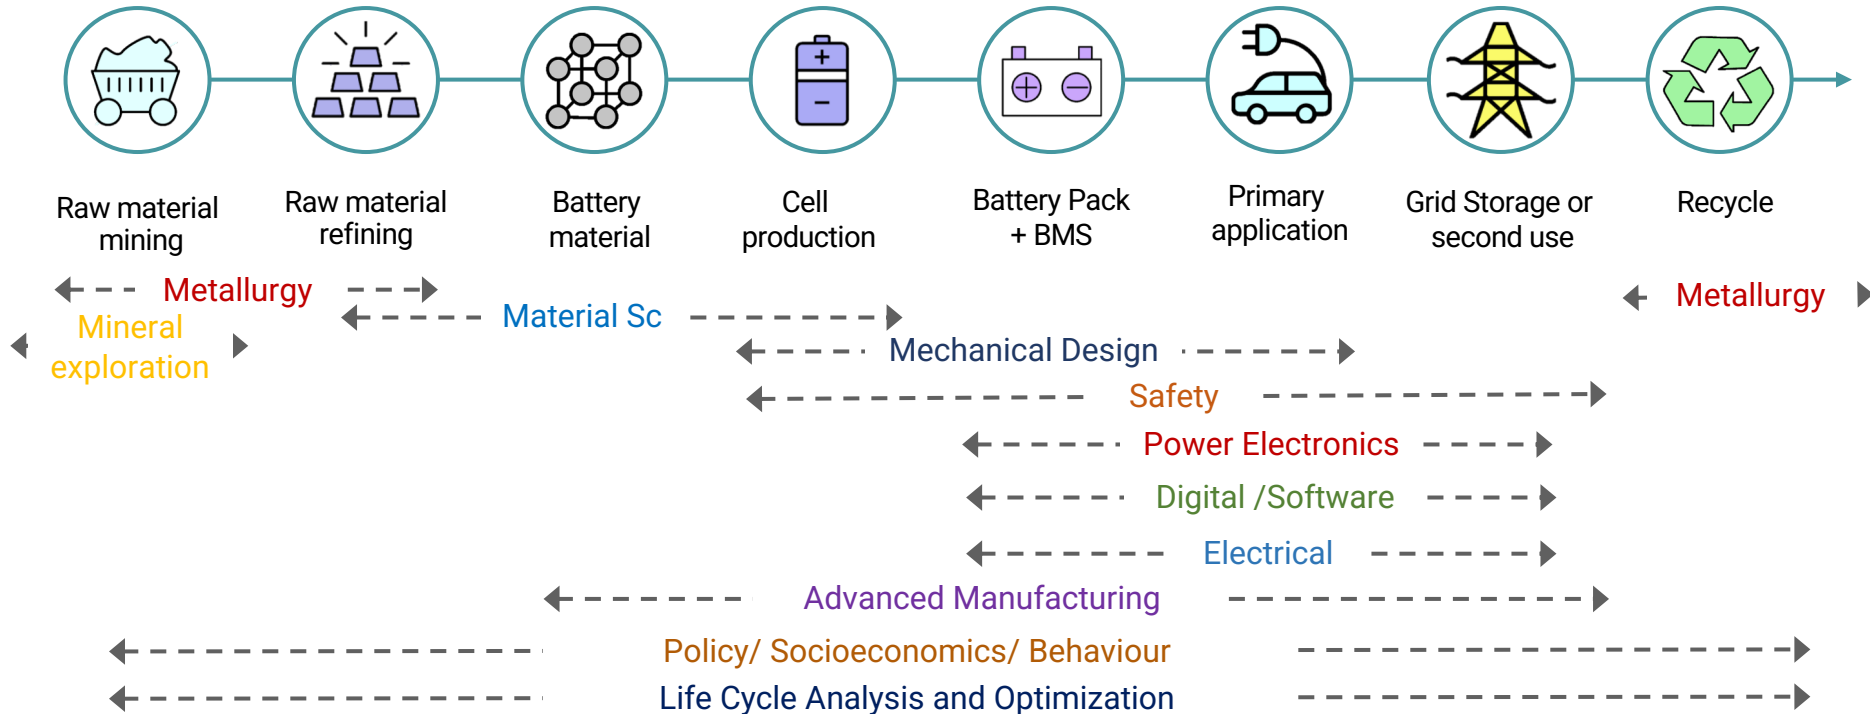 Raw material
mining
Raw material
refining
Battery
material
Cell
production
Battery Pack
+ BMS
Primary
application
Grid Storage or
second use
Recycle
Metallurgy
Metallurgy
Material Sc
Mineral
exploration
Mechanical Design
Safety
Power Electronics
Digital /Software
Electrical
Advanced Manufacturing
Policy/ Socioeconomics/ Behaviour
Life Cycle Analysis and Optimization